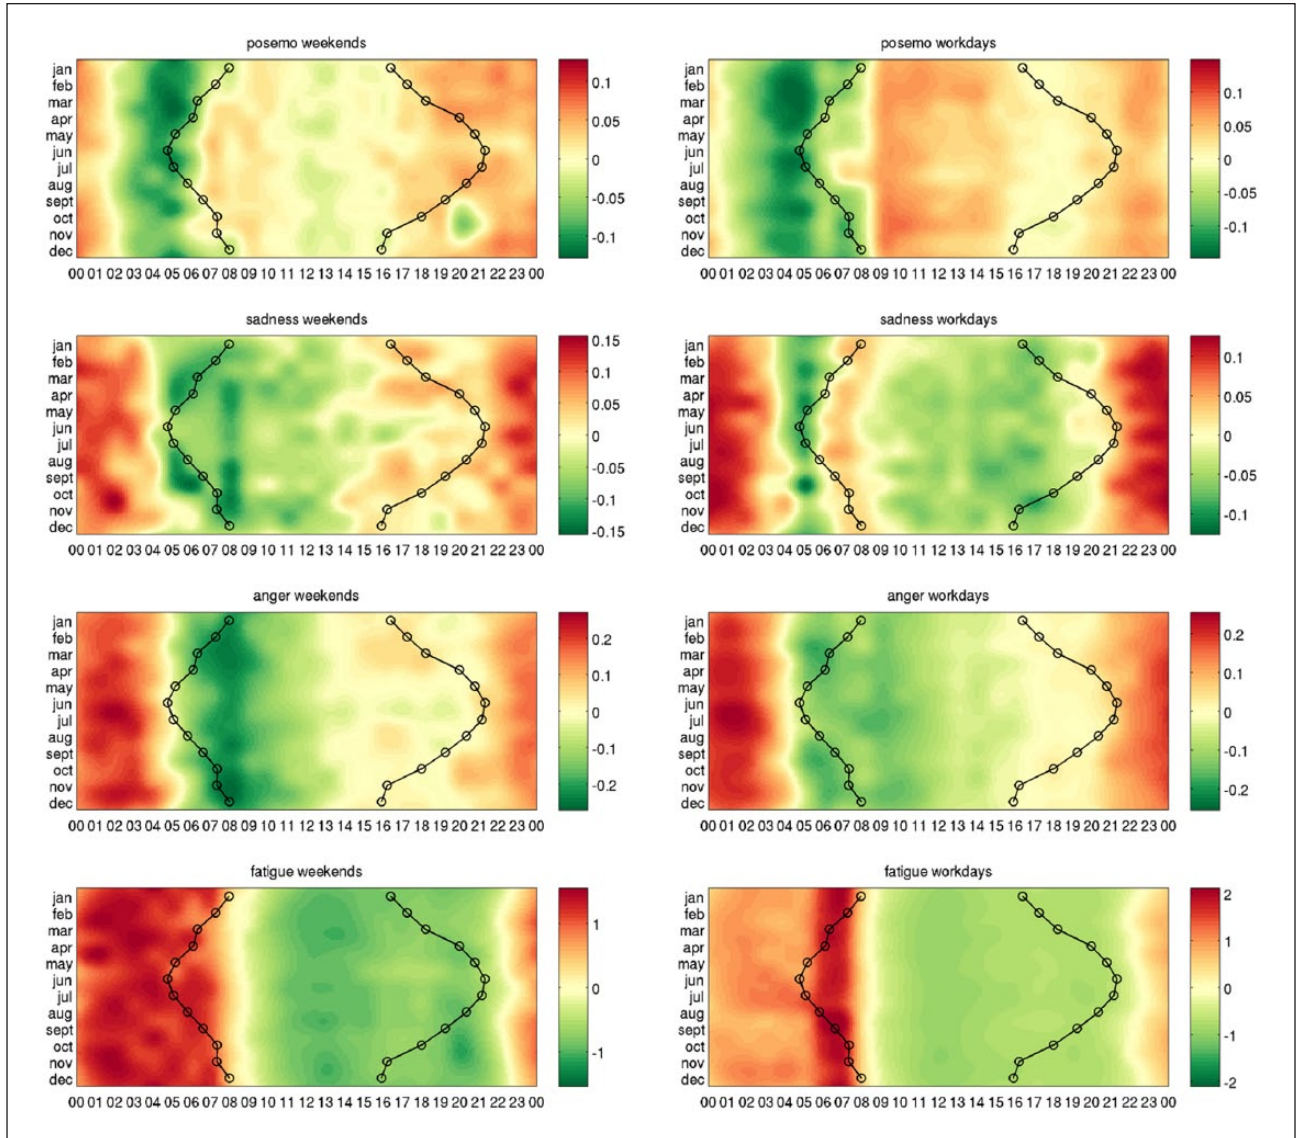 posemo weekends
jan
feb
mar
apr
may
jun
jul
aug
sept
oct
nov
dec
00 01 02 03 04 05 06 07 08 09 10 11 12 13 14 15 16 17 18 19 20 21 22 23 00
0.1
0.05
0
-0.05
-0.1
posemo workdays
jan
feb
mar
apr
may
jun
jul
aug
sept
oct
nov
dec
00 01 02 03 04 05 06 07 08 09 10 11 12 13 14 15 16 17 18 19 20 21 22 23 00
0.1
0.05
0
-0.05
-0.1
sadness weekends
jan
feb
mar
apr
may
jun
jul
aug
sept
oct
nov
dec
00 01 02 03 04 05 06 07 08 09 10 11 12 13 14 15 16 17 18 19 20 21 22 23 00
0.15
0.1
0.05
0
-0.05
-0.1
-0.15
sadness workdays
jan
feb
mar
apr
may
jun
jul
aug
sept
oct
nov
dec
00 01 02 03 04 05 06 07 08 09 10 11 12 13 14 15 16 17 18 19 20 21 22 23 00
0.1
0.05
0
-0.05
-0.1
anger weekends
jan
feb
mar
apr
may
jun
jul
aug
sept
oct
nov
dec
00 01 02 03 04 05 06 07 08 09 10 11 12 13 14 15 16 17 18 19 20 21 22 23 00
0.2
0.1
0
-0.1
-0.2
anger workdays
jan
feb
mar
apr
may
jun
jul
aug
sept
oct
nov
dec
00 01 02 03 04 05 06 07 08 09 10 11 12 13 14 15 16 17 18 19 20 21 22 23 00
0.2
0.1
0
-0.1
-0.2
fatigue weekends
jan
feb
mar
apr
may
jun
jul
aug
sept
oct
nov
dec
00 01 02 03 04 05 06 07 08 09 10 11 12 13 14 15 16 17 18 19 20 21 22 23 00
1
0
-1
fatigue workdays
jan
feb
mar
apr
may
jun
jul
aug
sept
oct
nov
dec
00 01 02 03 04 05 06 07 08 09 10 11 12 13 14 15 16 17 18 19 20 21 22 23 00
2
1
0
-1
-2